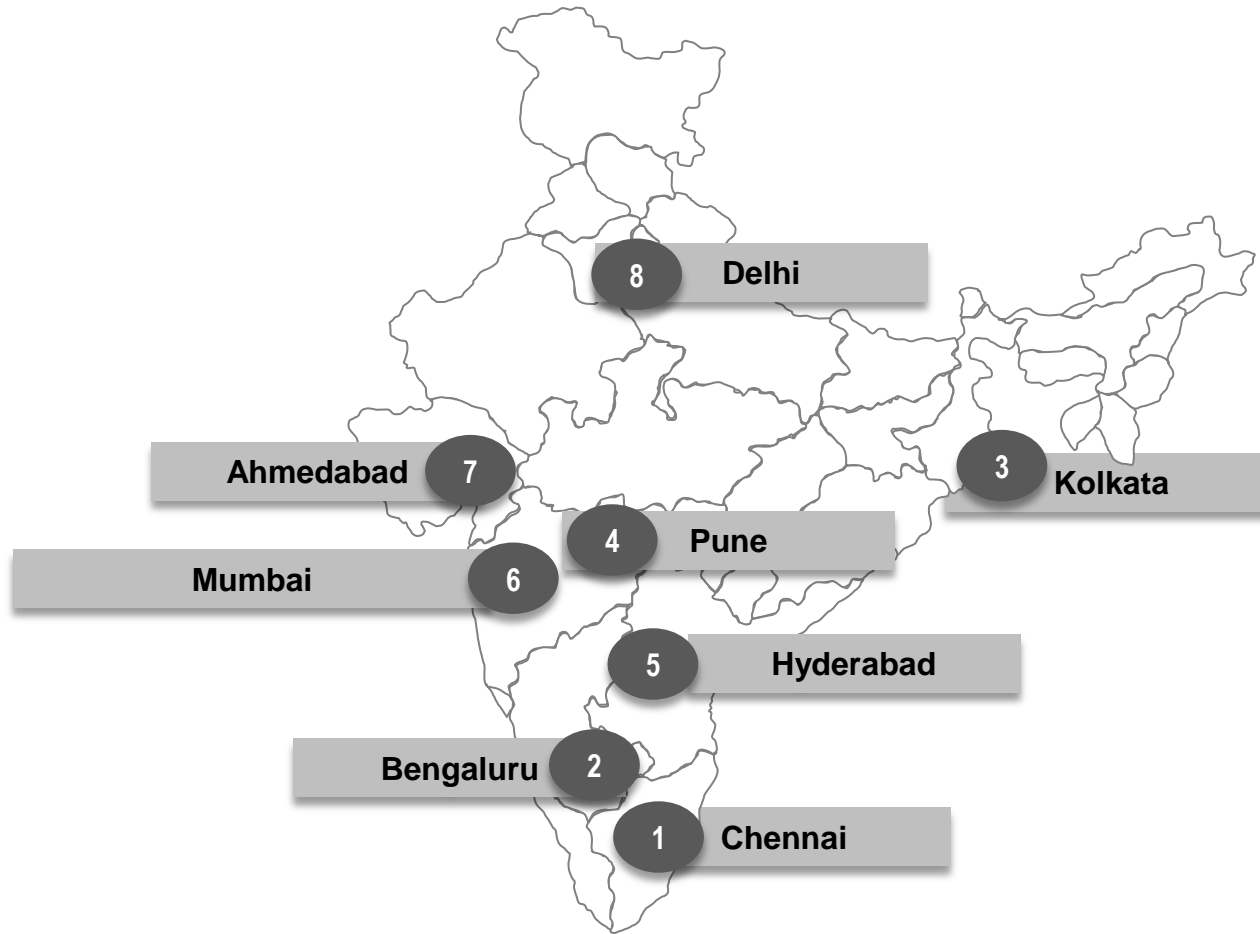 8 Delhi
Ahmedabad 7
3 Kolkata
4 Pune
Mumbai 6
5 Hyderabad
Bengaluru 2
1 Chennai